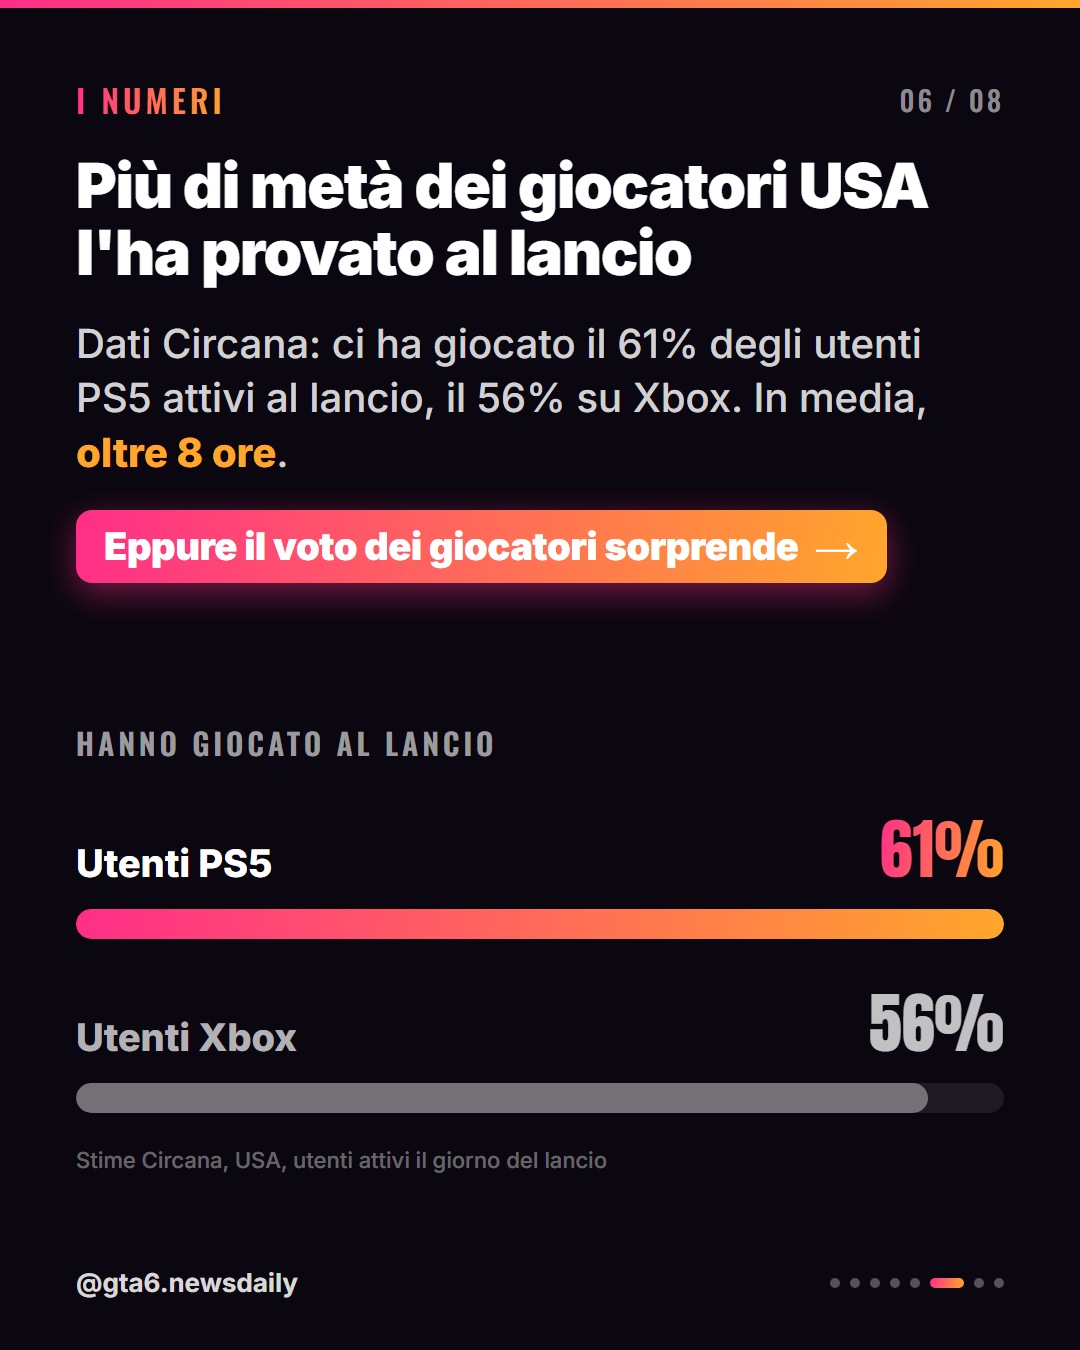 I NUMERI
06 / 08
Più di metà dei giocatori USA
l'ha provato al lancio
Dati Circana: ci ha giocato il 61% degli utenti
PS5 attivi al lancio, il 56% su Xbox. In media,
oltre 8 ore.
Eppure il voto dei giocatori sorprende →
HANNO GIOCATO AL LANCIO
Utenti PS5
61%
Utenti Xbox
56%
Stime Circana, USA, utenti attivi il giorno del lancio
@gta6.newsdaily